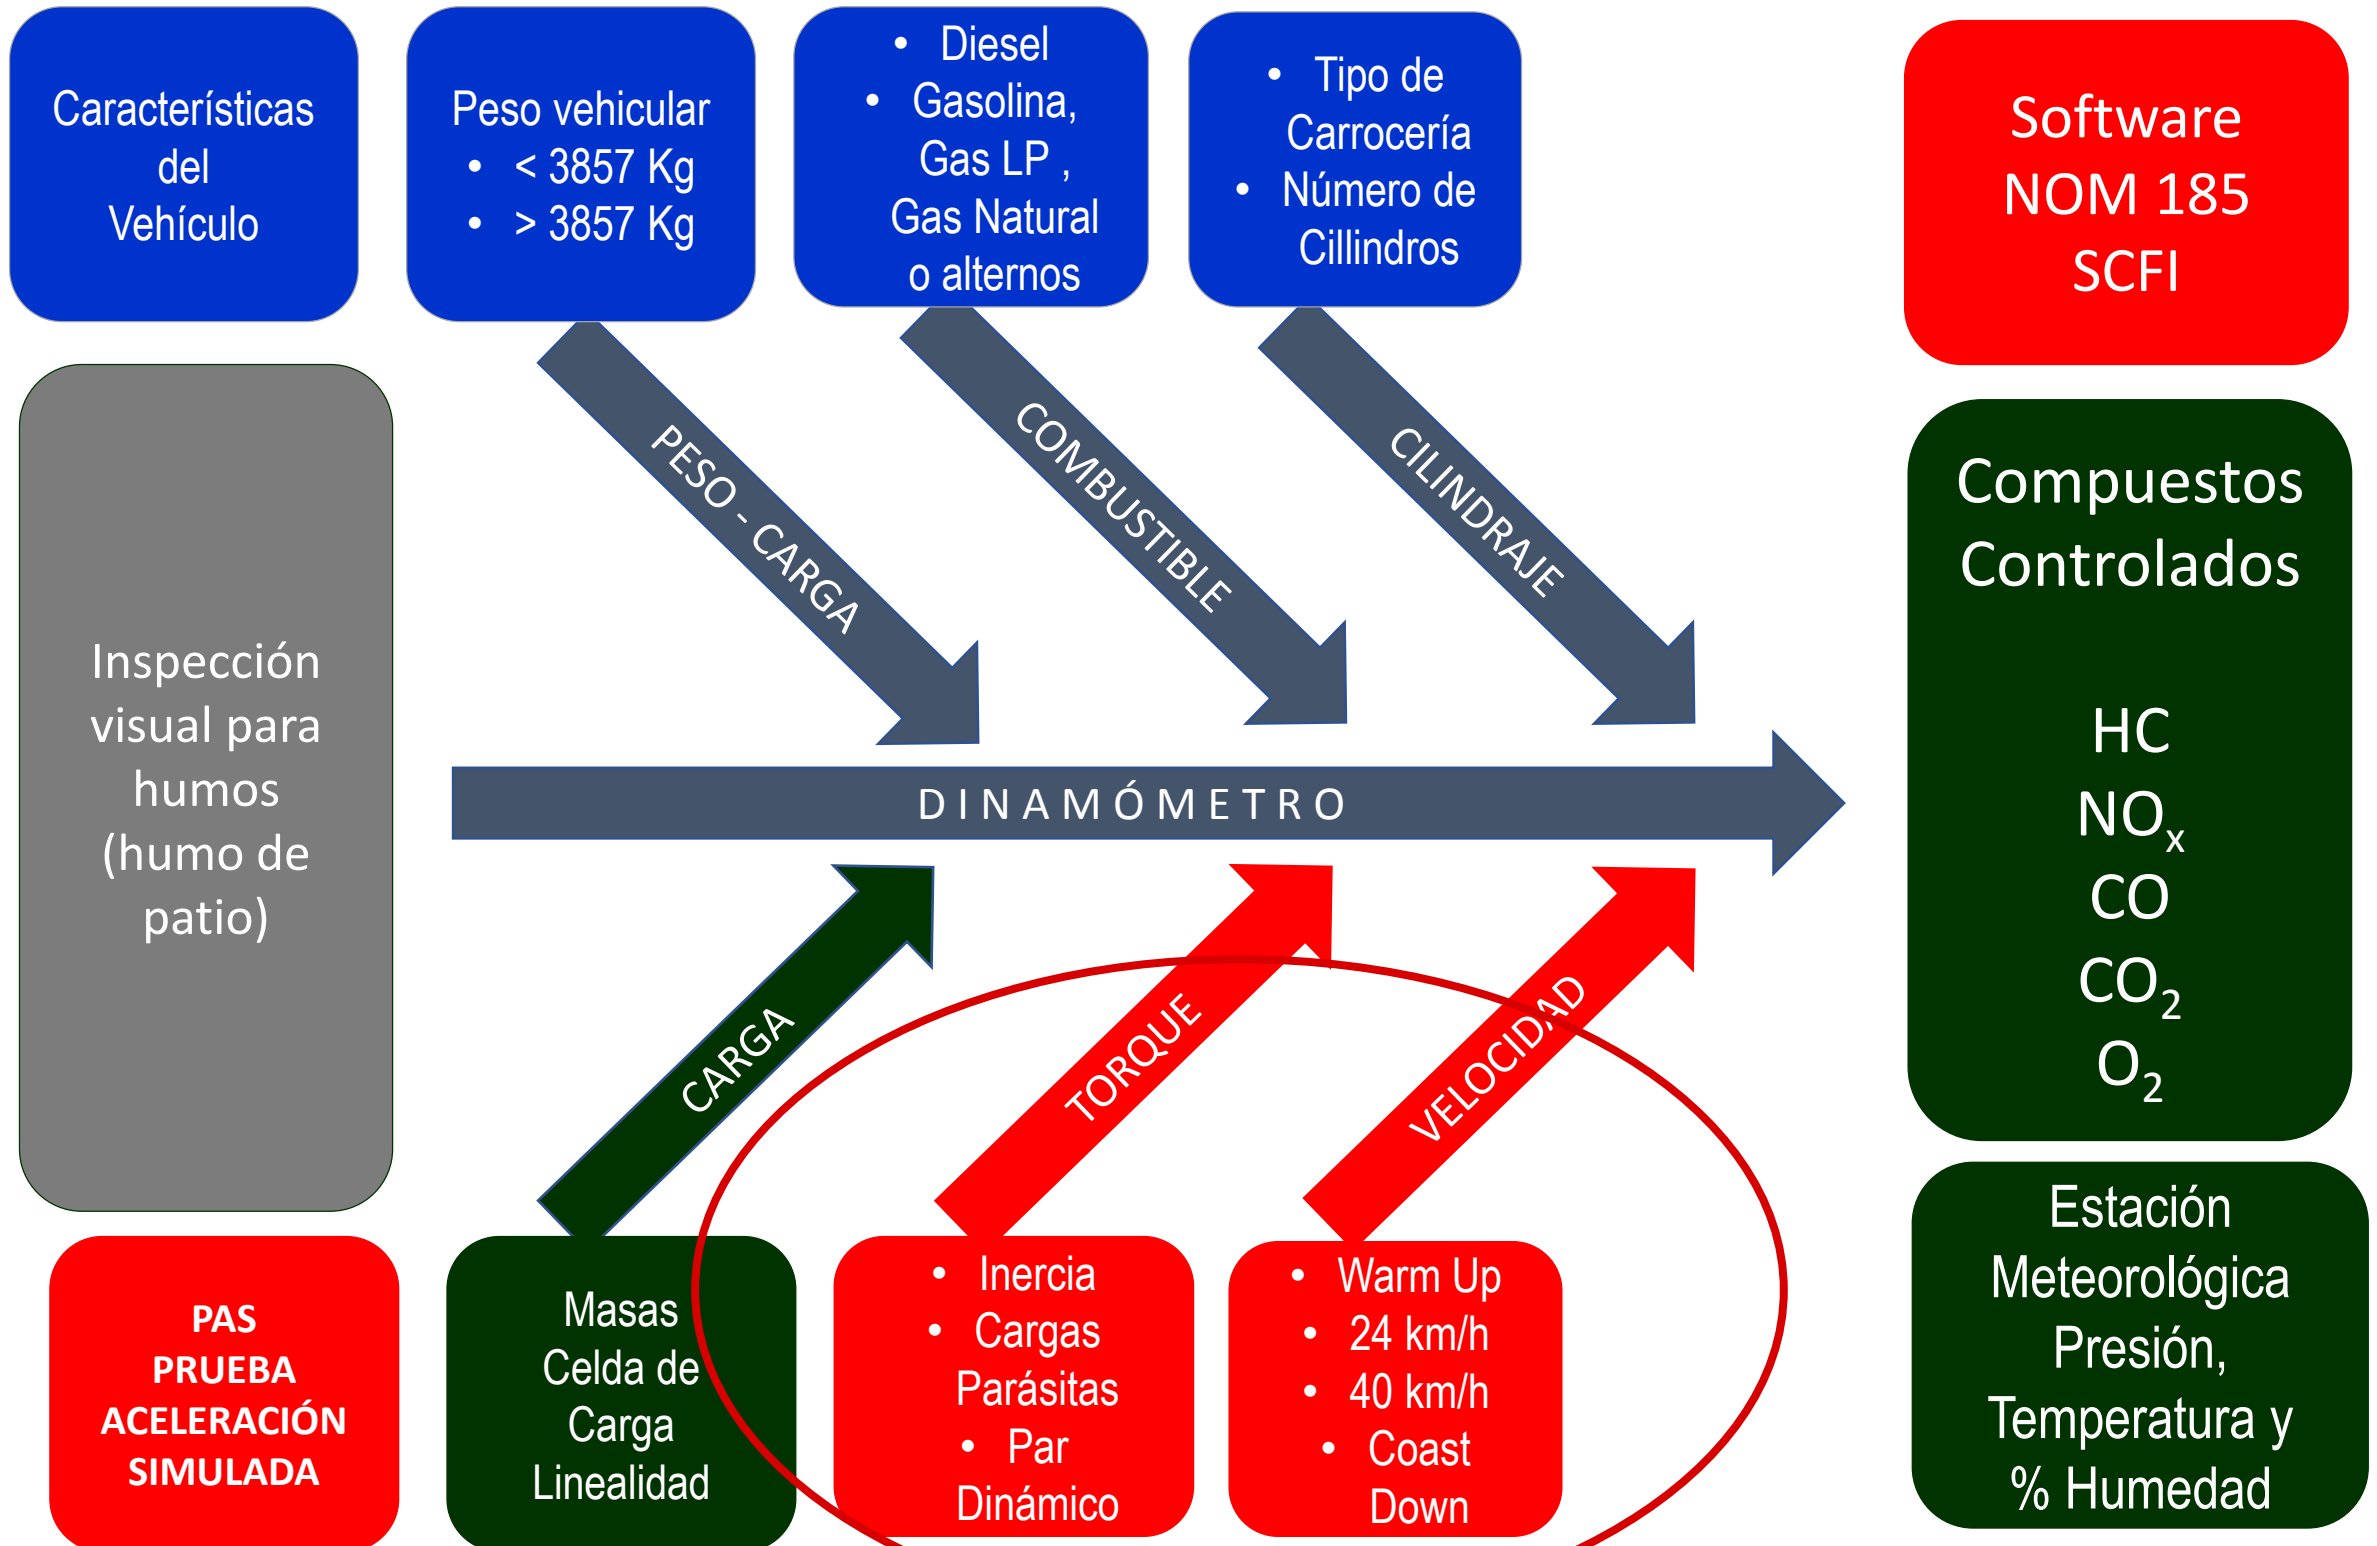 Características
del
Vehículo
Peso vehicular
• < 3857 Kg
• > 3857 Kg
• Diesel
• Gasolina,
Gas LP ,
Gas Natural
o alternos
• Tipo de
Carrocería
• Número de
Cillindros
Software
NOM 185
SCFI
PESO - CARGA
COMBUSTIBLE
CILINDRAJE
Inspección
visual para
humos
(humo de
patio)
DINAMÓMETRO
Compuestos
Controlados
HC
NOₓ
CO
CO₂
O₂
CARGA
TORQUE
VELOCIDAD
PAS
PRUEBA
ACELERACIÓN
SIMULADA
Masas
Celda de
Carga
Linealidad
• Inercia
• Cargas
Parásitas
• Par
Dinámico
• Warm Up
• 24 km/h
• 40 km/h
• Coast
Down
Estación
Meteorológica
Presión,
Temperatura y
% Humedad